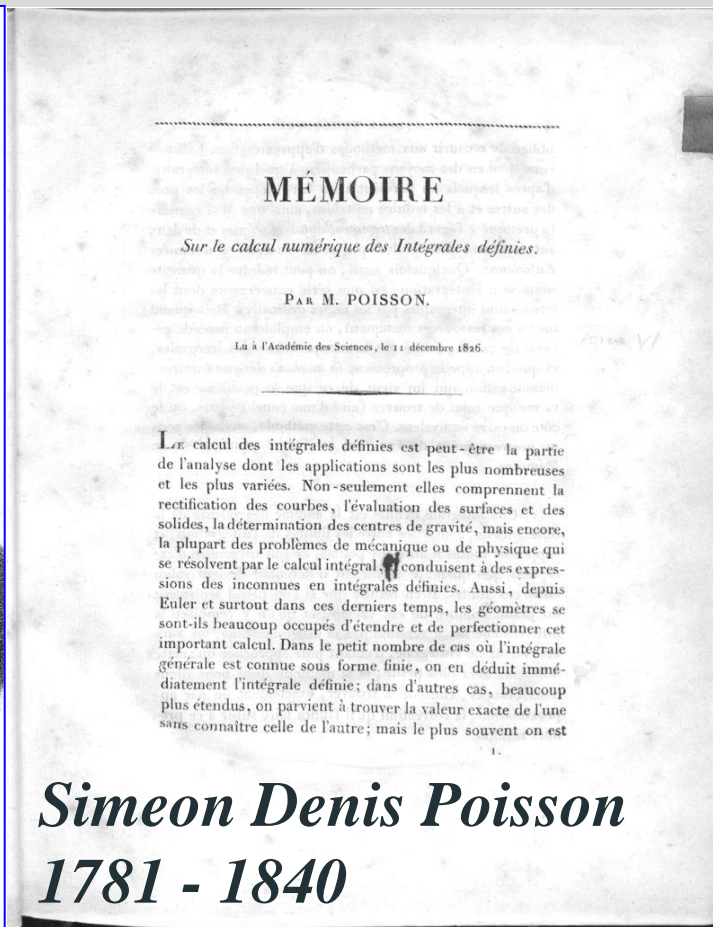 MÉMOIRE
Sur le calcul numérique des Intégrales définies.
PAR M. POISSON.
Lu à l'Académie des Sciences, le 11 décembre 1826.
LE calcul des intégrales définies est peut-être la partie
de l'analyse dont les applications sont les plus nombreuses
et les plus variées. Non-seulement elles comprennent la
rectification des courbes, l'évaluation des surfaces et des
solides, la détermination des centres de gravité, mais encore,
la plupart des problèmes de mécanique ou de physique qui
se résolvent par le calcul intégral, conduisent à des expres-
sions des inconnues en intégrales définies. Aussi, depuis
Euler et surtout dans ces derniers temps, les géomètres se
sont-ils beaucoup occupés d'étendre et de perfectionner cet
important calcul. Dans le petit nombre de cas où l'intégrale
générale est connue sous forme finie, on en déduit immé-
diatement l'intégrale définie; dans d'autres cas, beaucoup
plus étendus, on parvient à trouver la valeur exacte de l'une
sans connaître celle de l'autre; mais le plus souvent on est
1.
Simeon Denis Poisson
1781 - 1840